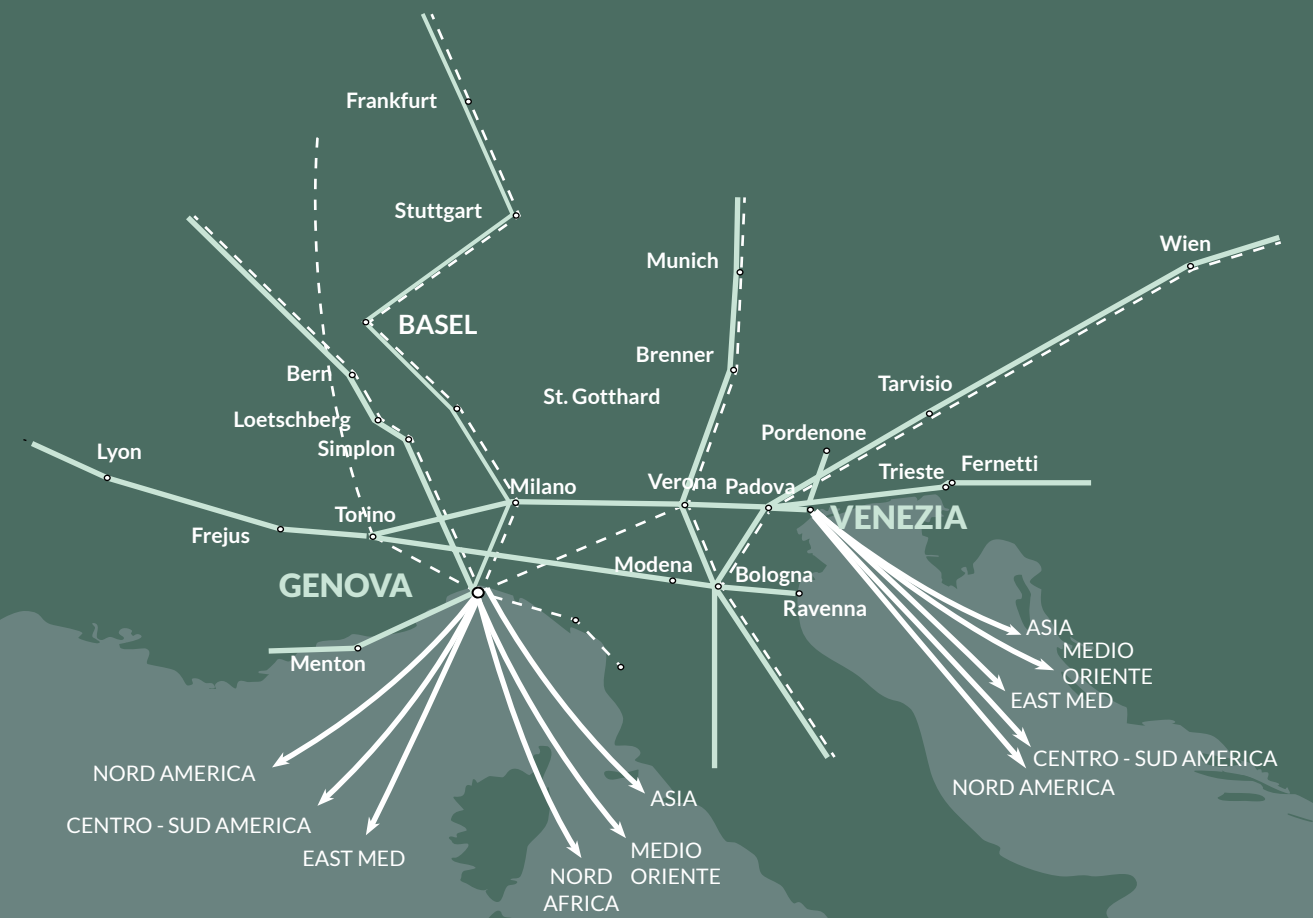 Frankfurt
Stuttgart
Wien
Munich
BASEL
Brenner
Bern
Tarvisio
St. Gotthard
Loetschberg
Pordenone
Simplon
Lyon
Fernetti
Trieste
Verona
Padova
Milano
Torino
VENEZIA
Frejus
Modena
Bologna
GENOVA
Ravenna
ASIA
MEDIO
ORIENTE
Menton
EAST MED
CENTRO - SUD AMERICA
NORD AMERICA
NORD AMERICA
ASIA
CENTRO - SUD AMERICA
EAST MED
MEDIO
ORIENTE
NORD
AFRICA